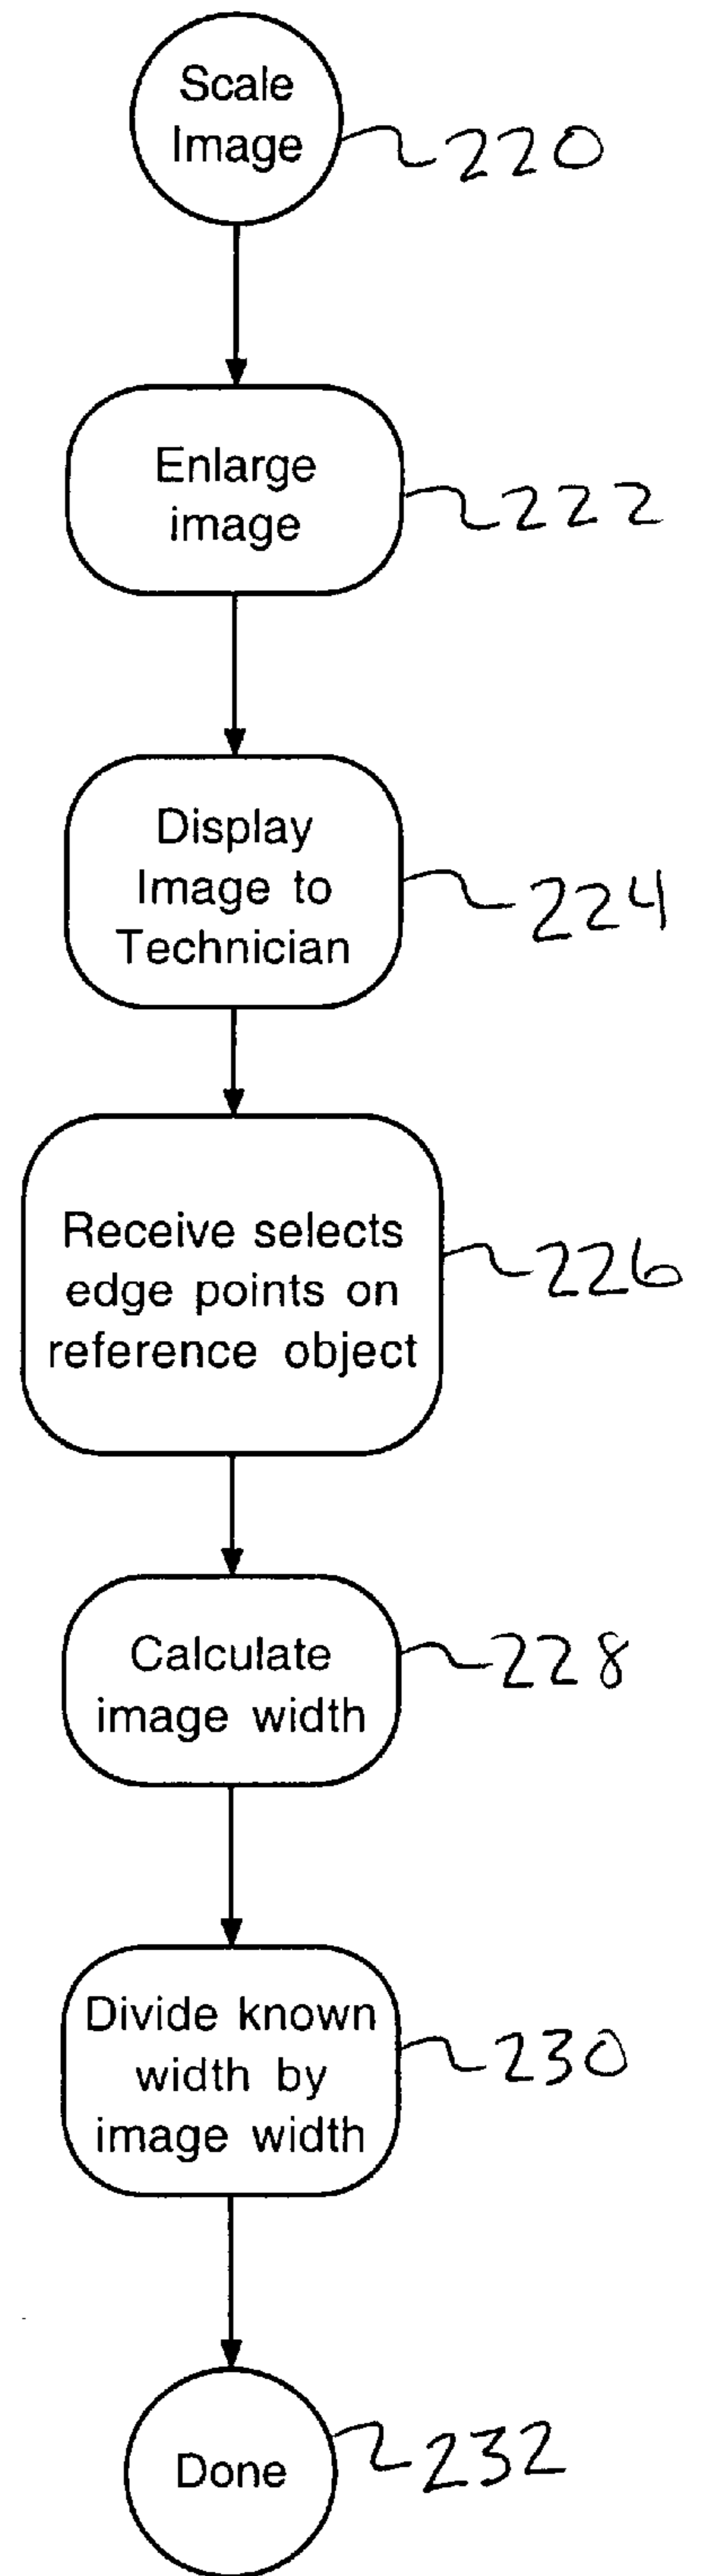 Scale
Image
220
Enlarge
image
222
Display
Image to
Technician
224
Receive selects
edge points on
reference object
226
Calculate
image width
228
Divide known
width by
image width
230
Done
232